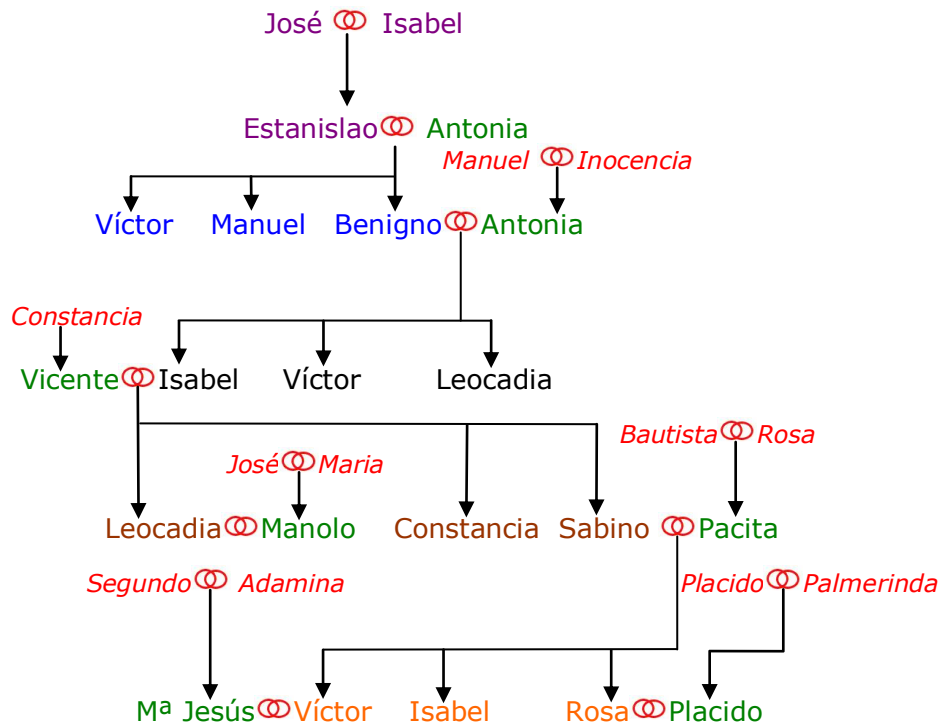 José Isabel
Estanislao Antonia
Manuel Inocencia
Víctor Manuel Benigno Antonia
Constancia
Vicente Isabel Víctor Leocadia
Bautista Rosa
José Maria
Leocadia Manolo Constancia Sabino Pacita
Segundo Adamina Placido Palmerinda
Mª Jesús Víctor Isabel Rosa Placido